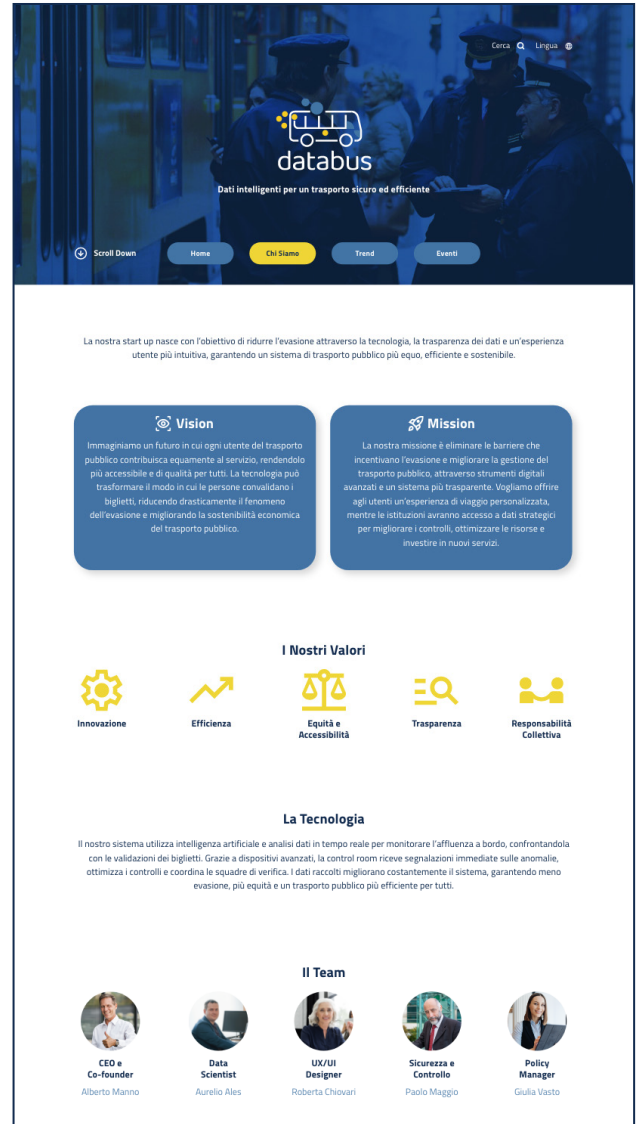 Cerca Lingua
databus
Dati intelligenti per un trasporto sicuro ed efficiente
Scroll Down Home Chi Siamo Trend Eventi
La nostra start up nasce con l'obiettivo di ridurre l'evasione attraverso la tecnologia, la trasparenza dei dati e un'esperienza
utente più intuitiva, garantendo un sistema di trasporto pubblico più equo, efficiente e sostenibile.
Vision
Immaginiamo un futuro in cui ogni utente del trasporto
pubblico contribuisca equamente al servizio, rendendolo
più accessibile e di qualità per tutti. La tecnologia può
trasformare il modo in cui le persone convalidano i
biglietti, riducendo drasticamente il fenomeno
dell'evasione e migliorando la sostenibilità economica
del trasporto pubblico.
Mission
La nostra missione è eliminare le barriere che
incentivano l'evasione e migliorare la gestione del
trasporto pubblico, attraverso strumenti digitali
avanzati e un sistema più trasparente. Vogliamo offrire
agli utenti un'esperienza di viaggio personalizzata,
mentre le istituzioni avranno accesso a dati strategici
per migliorare i controlli, ottimizzare le risorse e
investire in nuovi servizi.
I Nostri Valori
Innovazione
Efficienza
Equità e
Accessibilità
Trasparenza
Responsabilità
Collettiva
La Tecnologia
Il nostro sistema utilizza intelligenza artificiale e analisi dati in tempo reale per monitorare l'affluenza a bordo, confrontandola
con le validazioni dei biglietti. Grazie a dispositivi avanzati, la control room riceve segnalazioni immediate sulle anomalie,
ottimizza i controlli e coordina le squadre di verifica. I dati raccolti migliorano costantemente il sistema, garantendo meno
evasione, più equità e un trasporto pubblico più efficiente per tutti.
Il Team
CEO e
Co-founder
Alberto Manno
Data
Scientist
Aurelio Ales
UX/UI
Designer
Roberta Chiovari
Sicurezza e
Controllo
Paolo Maggio
Policy
Manager
Giulia Vasto